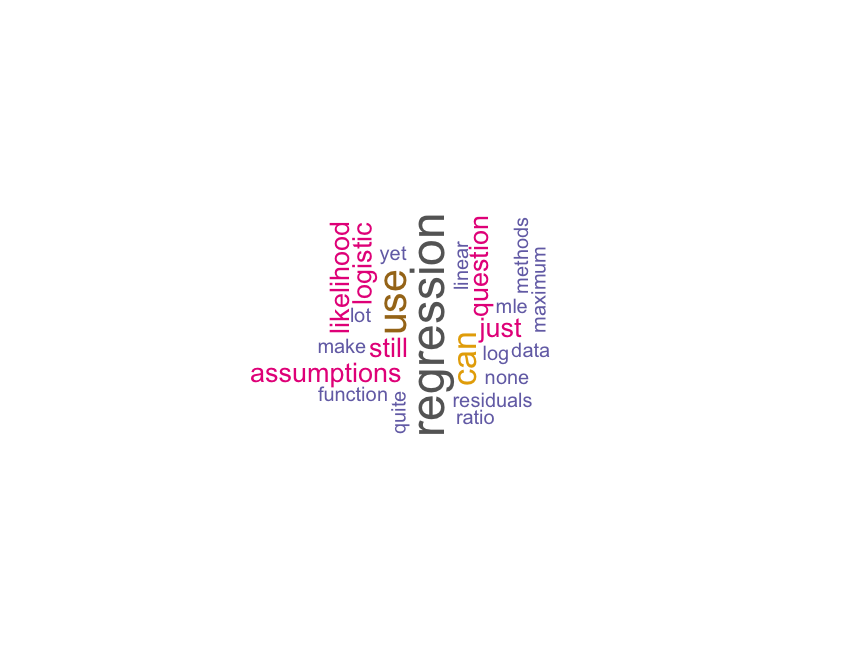 regression
use
can
likelihood
logistic
question
just
still
assumptions
yet
lot
make
function
quite
linear
methods
maximum
mle
log
data
none
residuals
ratio